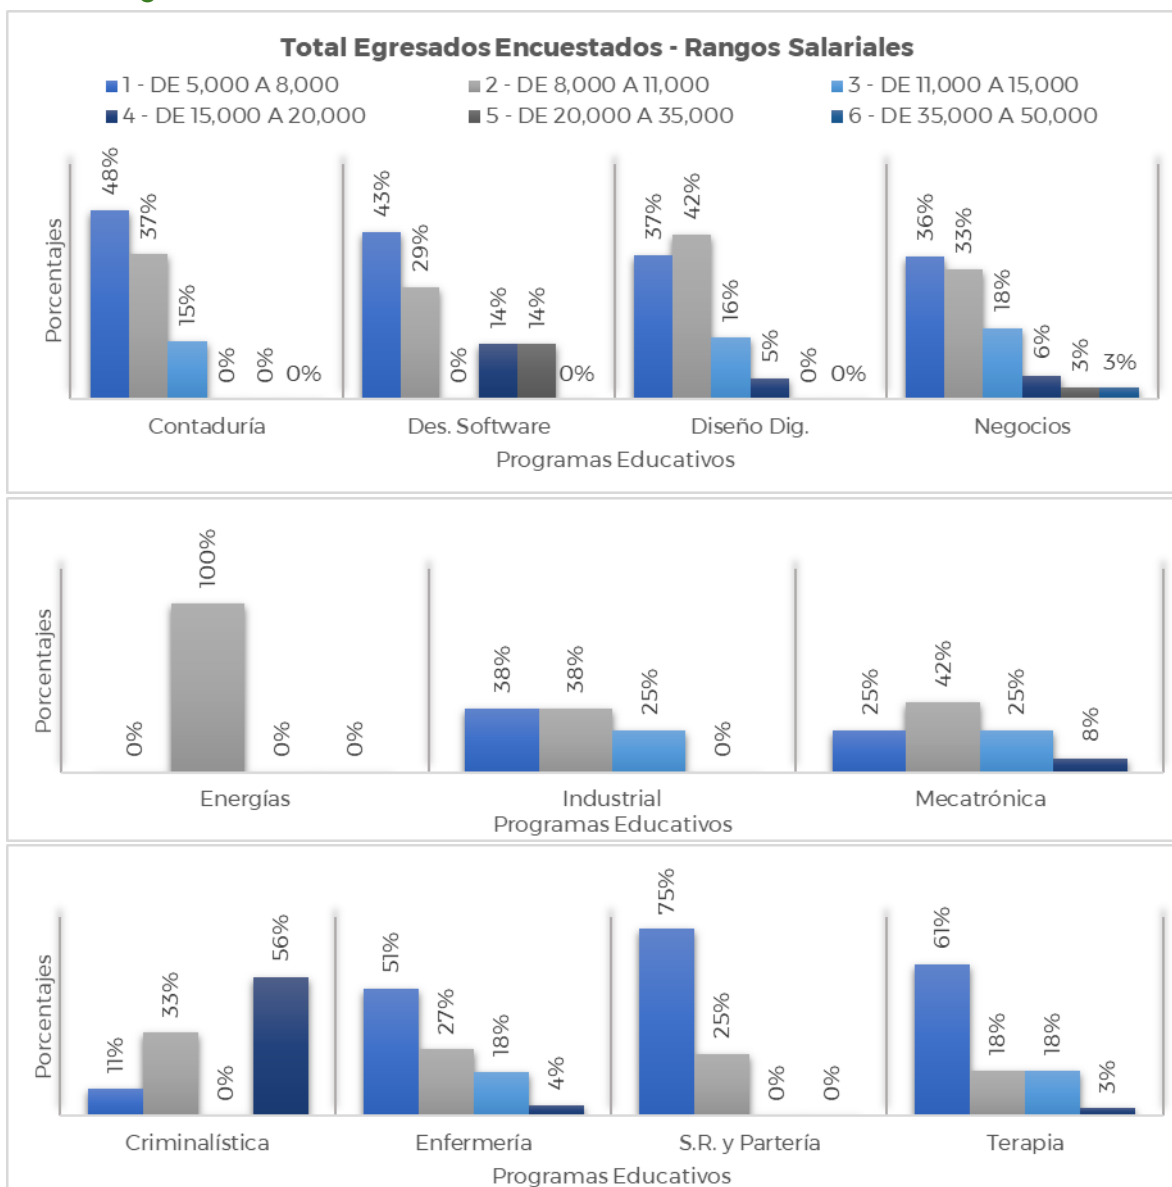 Total Egresados Encuestados - Rangos Salariales
1 - DE 5,000 A 8,000 2 - DE 8,000 A 11,000 3 - DE 11,000 A 15,000
4 - DE 15,000 A 20,000 5 - DE 20,000 A 35,000 6 - DE 35,000 A 50,000
Porcentajes
48% 37% 15% 0% 0% 0%
43% 29% 0% 14% 14% 0%
37% 42% 16% 5% 0% 0%
36% 33% 18% 6% 3% 3%
Contaduría Des. Software Diseño Dig. Negocios
Programas Educativos
Porcentajes
0% 100% 0% 0%
38% 38% 25% 0%
25% 42% 25% 8%
Energías Industrial Mecatrónica
Programas Educativos
Porcentajes
11% 33% 0% 56%
51% 27% 18% 4%
75% 25% 0% 0%
61% 18% 18% 3%
Criminalística Enfermería S.R. y Partería Terapia
Programas Educativos